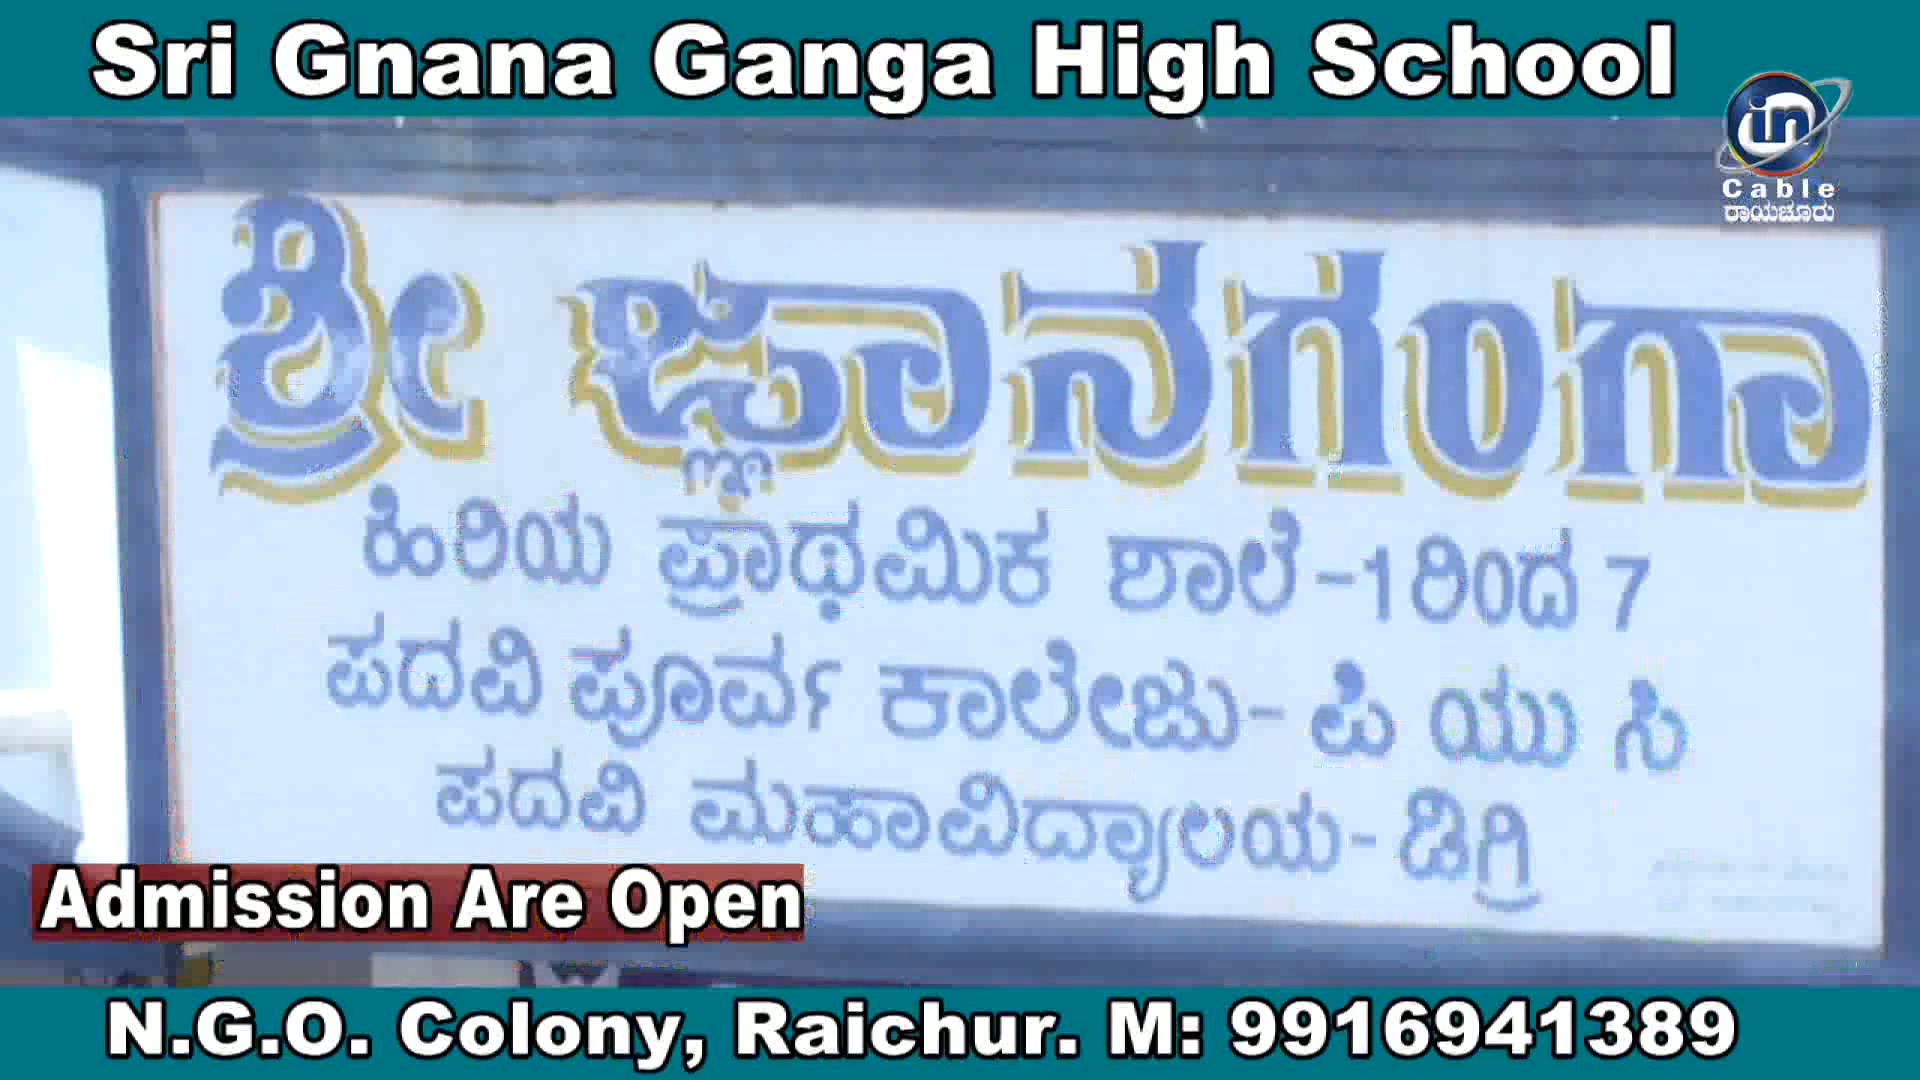 Sri Gnana Ganga High School
in
Cable
ರಾಯಚೂರು
ಶ್ರೀ ಜ್ಞಾನಗಂಗಾ
ಹಿರಿಯ ಪ್ರಾಥಮಿಕ ಶಾಲೆ-1ರಿಂದ 7
ಪದವಿ ಪೂರ್ವ ಕಾಲೇಜು- ಪಿ ಯು ಸಿ
ಪದವಿ ಮಹಾವಿದ್ಯಾಲಯ- ಡಿಗ್ರಿ
Admission Are Open
N.G.O. Colony, Raichur. M: 9916941389